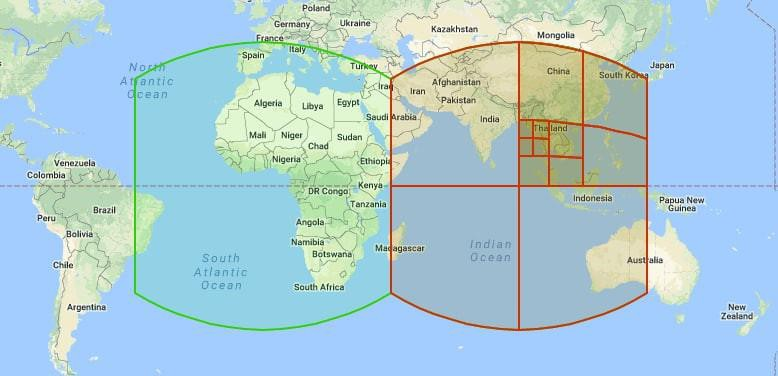 Poland
Germany
Ukraine
Kazakhstan
Mongolia
France
Italy
Spain
Turkey
North
Atlantic
Ocean
Japan
South Korea
China
Afghanistan
Iraq
Iran
Pakistan
Algeria
Libya
Egypt
Saudi Arabia
India
Thailand
Mali
Niger
Sudan
Chad
Nigeria
Ethiopia
Venezuela
Colombia
Kenya
DR Congo
Tanzania
Indonesia
Papua New
Guinea
Brazil
Peru
Angola
Bolivia
Namibia
Madagascar
Botswana
Indian
Ocean
South
Atlantic
Ocean
Chile
Australia
South Africa
Argentina
New
Zealand